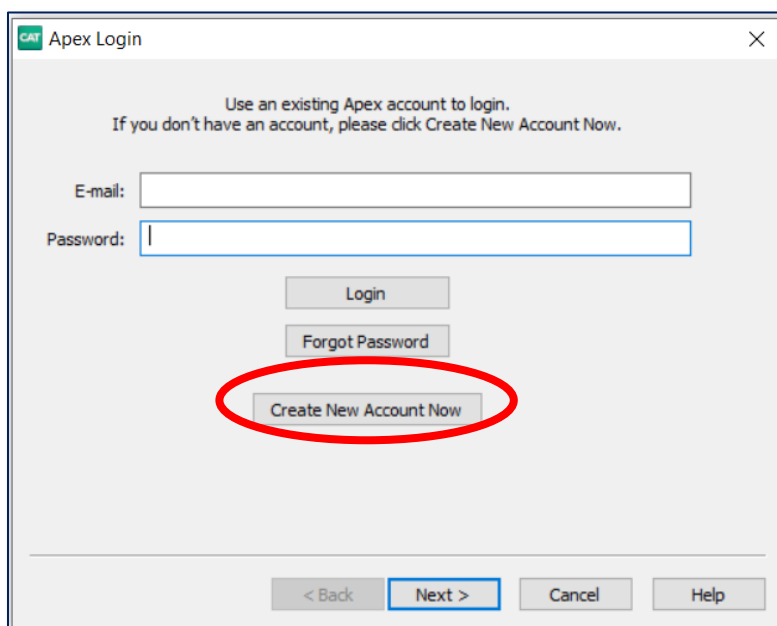 CAT Apex Login
Use an existing Apex account to login.
If you don't have an account, please click Create New Account Now.
E-mail:
Password:
Login
Forgot Password
Create New Account Now
< Back Next > Cancel Help